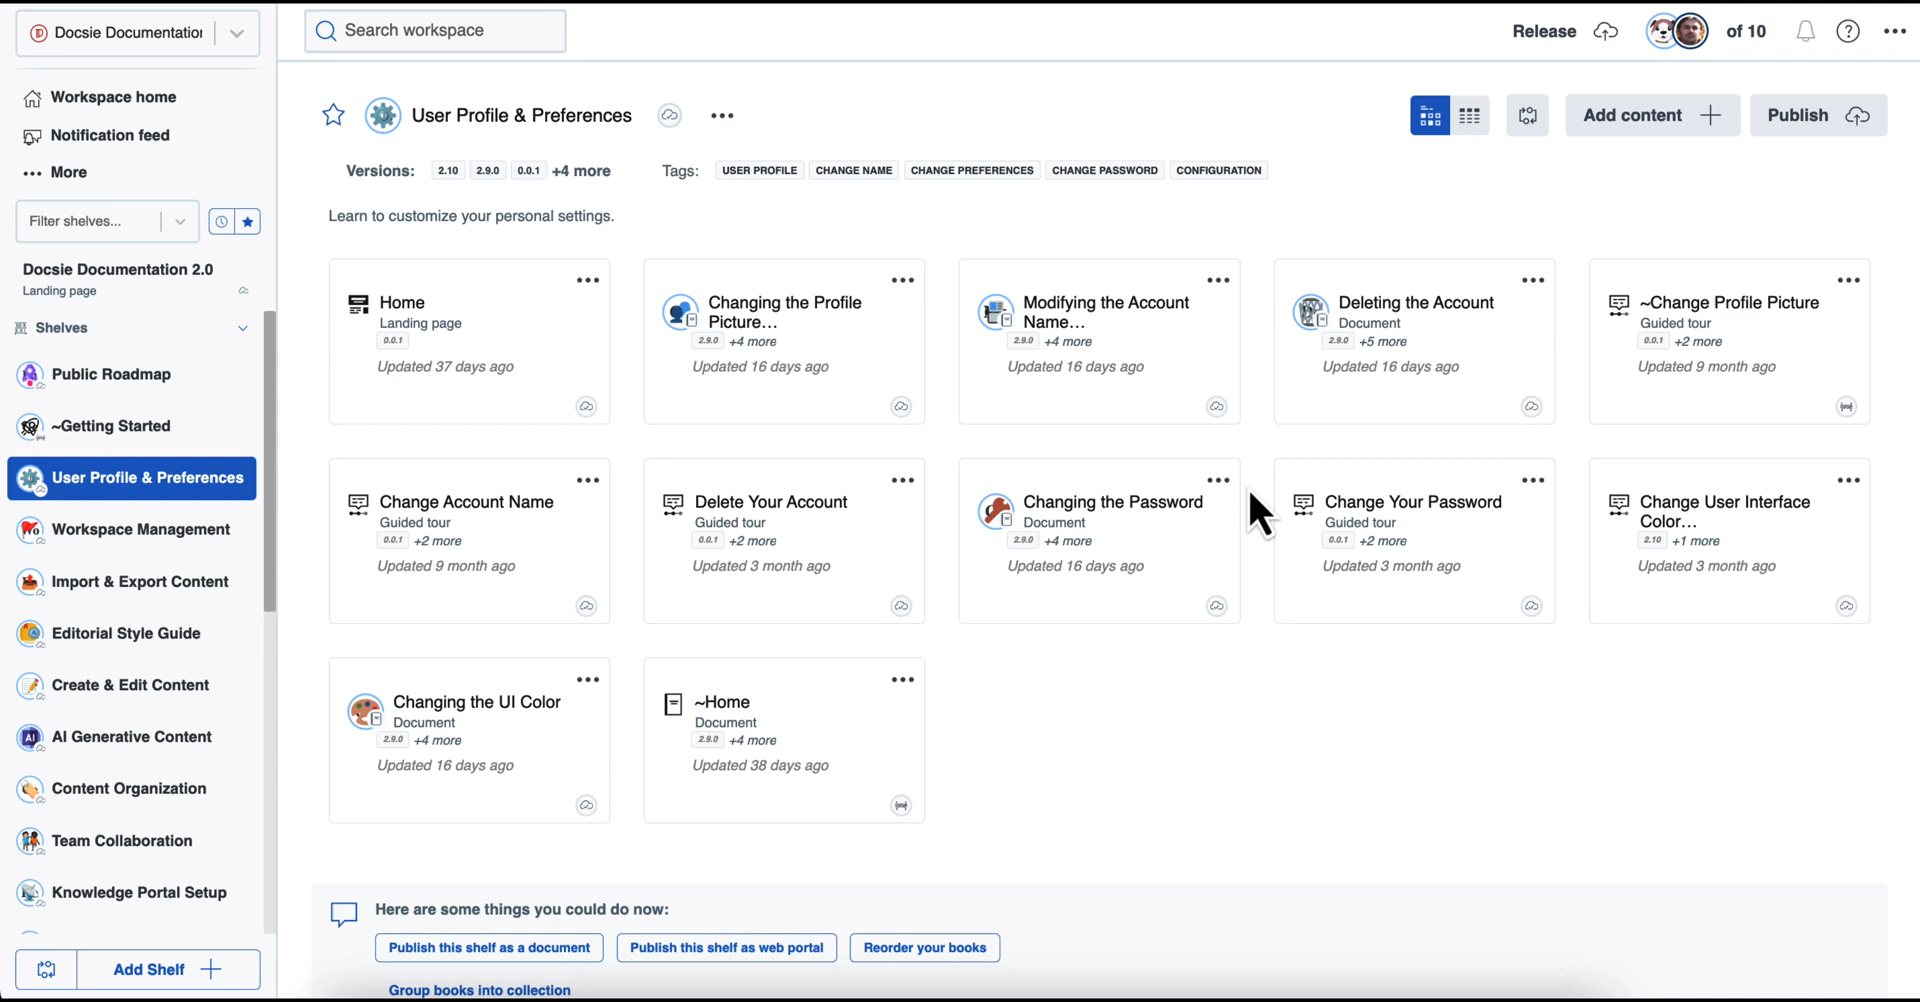 Docsie Documentation
Search workspace
Release
of 10
Workspace home
Notification feed
More
Filter shelves...
Docsie Documentation 2.0
Landing page
Shelves
Public Roadmap
~Getting Started
User Profile & Preferences
Workspace Management
Import & Export Content
Editorial Style Guide
Create & Edit Content
AI Generative Content
Content Organization
Team Collaboration
Knowledge Portal Setup
Add Shelf
User Profile & Preferences
Add content
Publish
Versions: 2.10 2.9.0 0.0.1 +4 more
Tags: USER PROFILE CHANGE NAME CHANGE PREFERENCES CHANGE PASSWORD CONFIGURATION
Learn to customize your personal settings.
Home
Landing page
0.0.1
Updated 37 days ago
Changing the Profile
Picture...
2.9.0 +4 more
Updated 16 days ago
Modifying the Account
Name...
2.9.0 +4 more
Updated 16 days ago
Deleting the Account
Document
2.9.0 +5 more
Updated 16 days ago
~Change Profile Picture
Guided tour
0.0.1 +2 more
Updated 9 month ago
Change Account Name
Guided tour
0.0.1 +2 more
Updated 9 month ago
Delete Your Account
Guided tour
0.0.1 +2 more
Updated 3 month ago
Changing the Password
Document
2.9.0 +4 more
Updated 16 days ago
Change Your Password
Guided tour
0.0.1 +2 more
Updated 3 month ago
Change User Interface
Color...
2.10 +1 more
Updated 3 month ago
Changing the UI Color
Document
2.9.0 +4 more
Updated 16 days ago
~Home
Document
2.9.0 +4 more
Updated 38 days ago
Here are some things you could do now:
Publish this shelf as a document
Publish this shelf as web portal
Reorder your books
Group books into collection